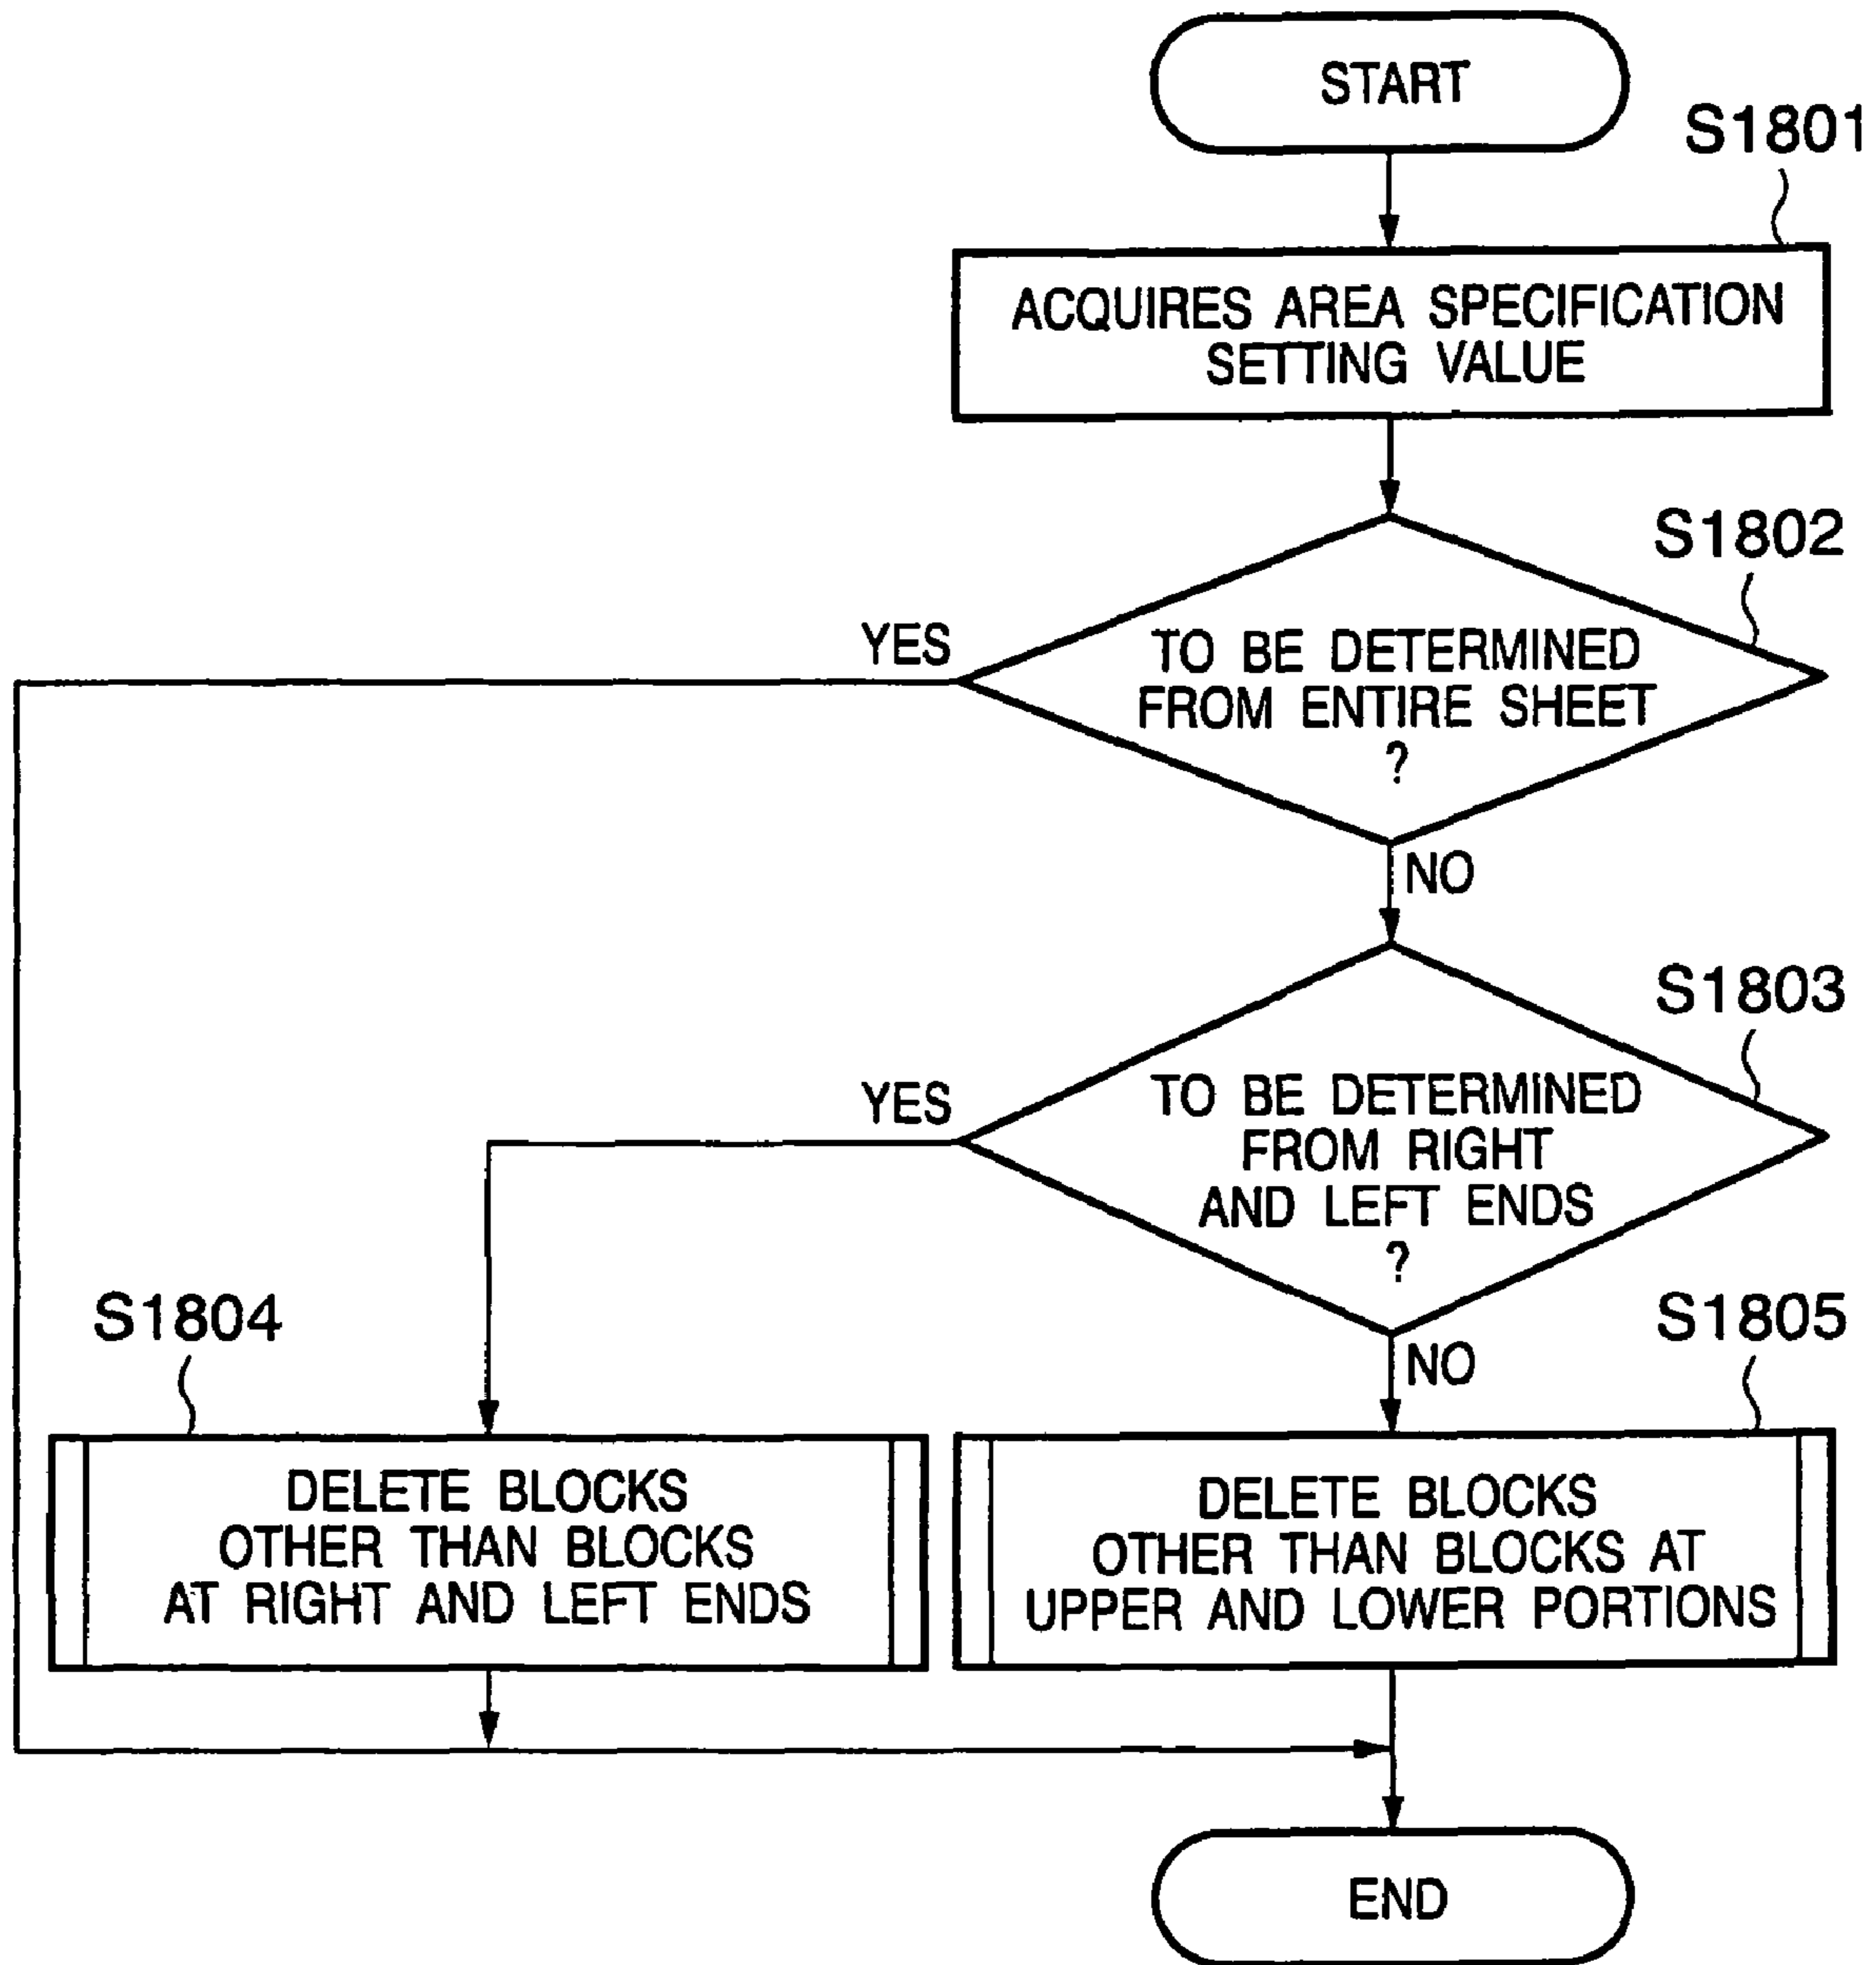 START
S1801
ACQUIRES AREA SPECIFICATION
SETTING VALUE
S1802
YES
TO BE DETERMINED
FROM ENTIRE SHEET
?
NO
S1803
YES
TO BE DETERMINED
FROM RIGHT
AND LEFT ENDS
?
NO
S1804
DELETE BLOCKS
OTHER THAN BLOCKS
AT RIGHT AND LEFT ENDS
S1805
DELETE BLOCKS
OTHER THAN BLOCKS AT
UPPER AND LOWER PORTIONS
END